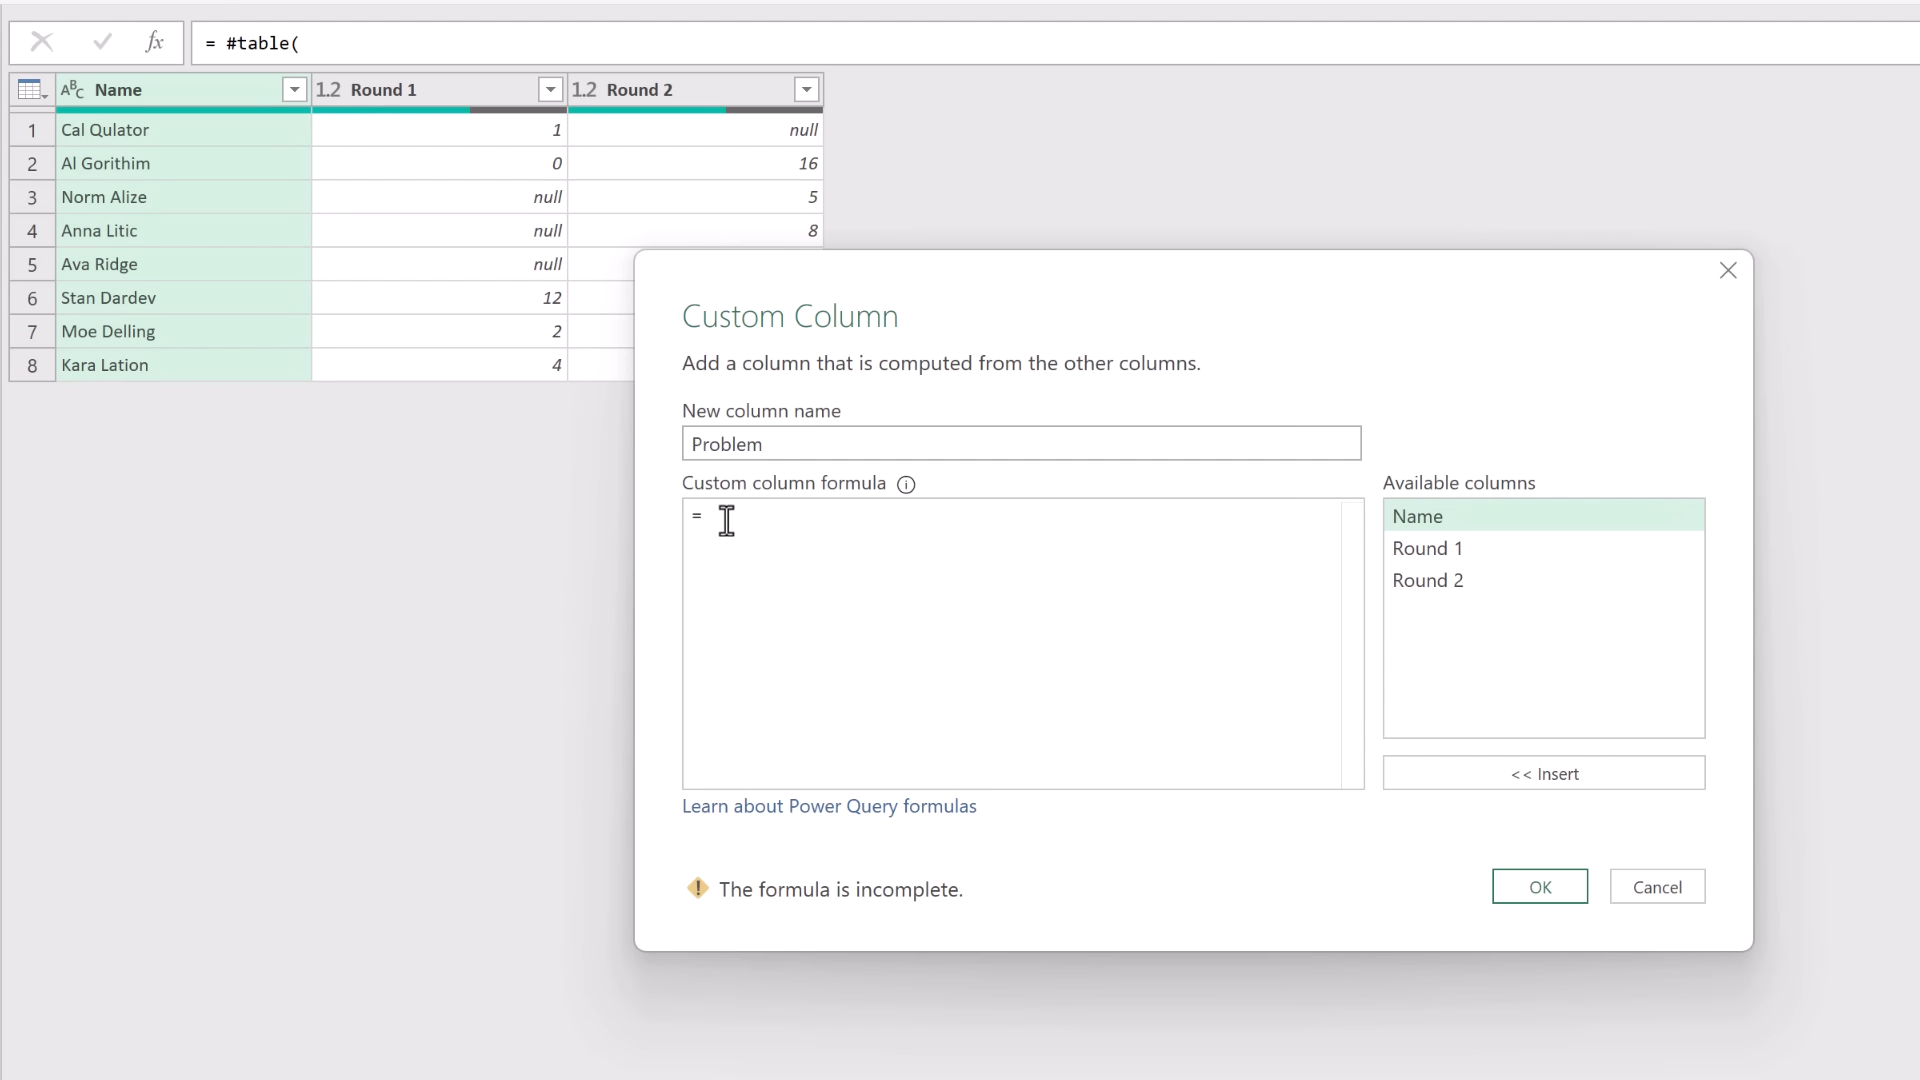 fx = #table(
ABC Name 1.2 Round 1 1.2 Round 2
1 Cal Qulator 1 null
2 Al Gorithim 0 16
3 Norm Alize null 5
4 Anna Litic null 8
5 Ava Ridge null
6 Stan Dardev 12
7 Moe Delling 2
8 Kara Lation 4
Custom Column
Add a column that is computed from the other columns.
New column name
Problem
Custom column formula
=
Available columns
Name
Round 1
Round 2
<< Insert
Learn about Power Query formulas
The formula is incomplete.
OK Cancel